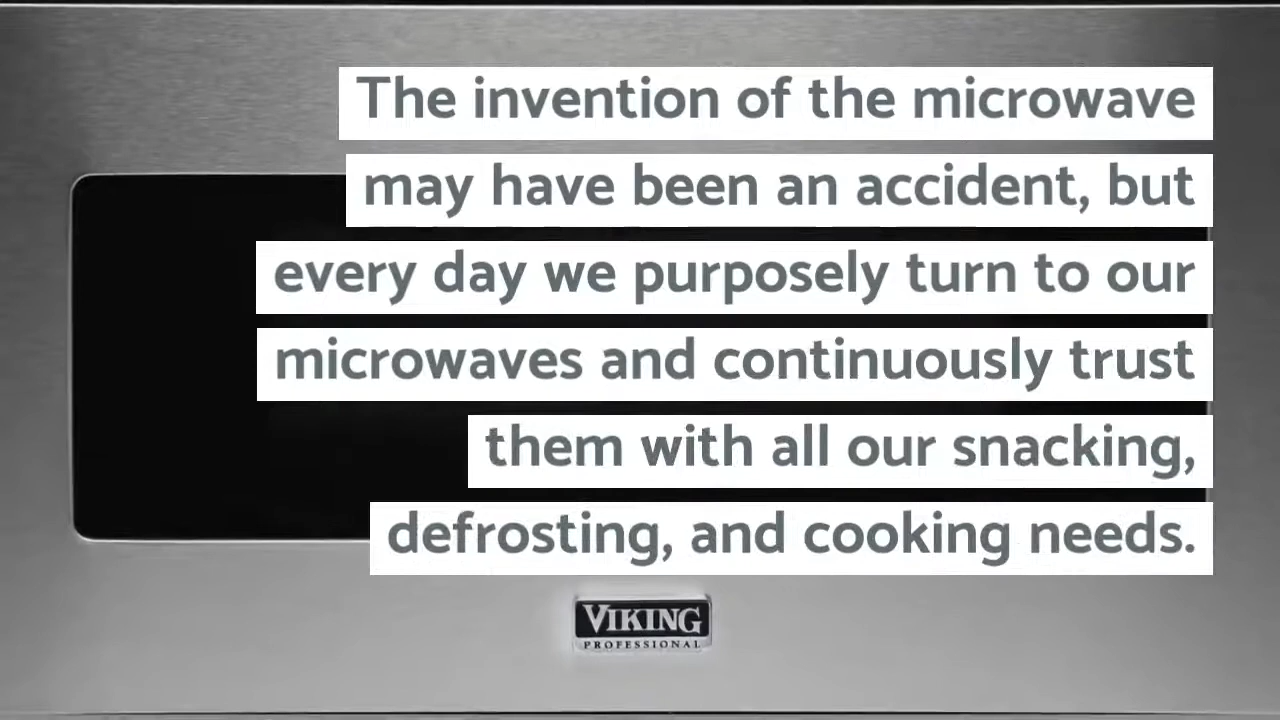 The invention of the microwave
may have been an accident, but
every day we purposely turn to our
microwaves and continuously trust
them with all our snacking,
defrosting, and cooking needs.
VIKING
PROFESSIONAL